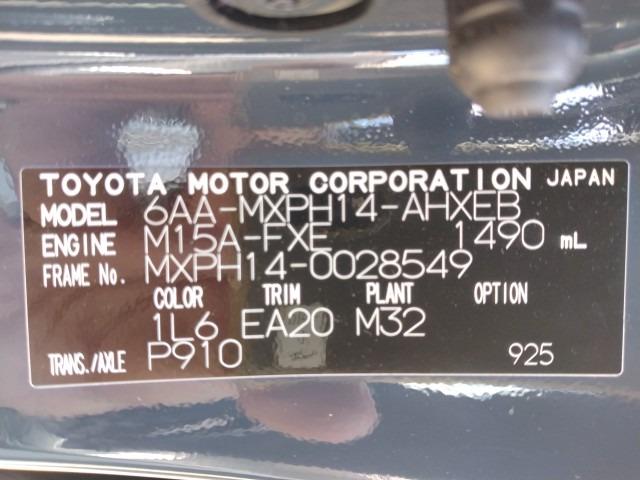 TOYOTA MOTOR CORPORATION JAPAN
MODEL 6AA-MXPH14-AHXEB
ENGINE M15A-FXE 1490 mL
FRAME No. MXPH14-0028549
COLOR TRIM PLANT OPTION
1L6 EA20 M32
TRANS./AXLE P910 925